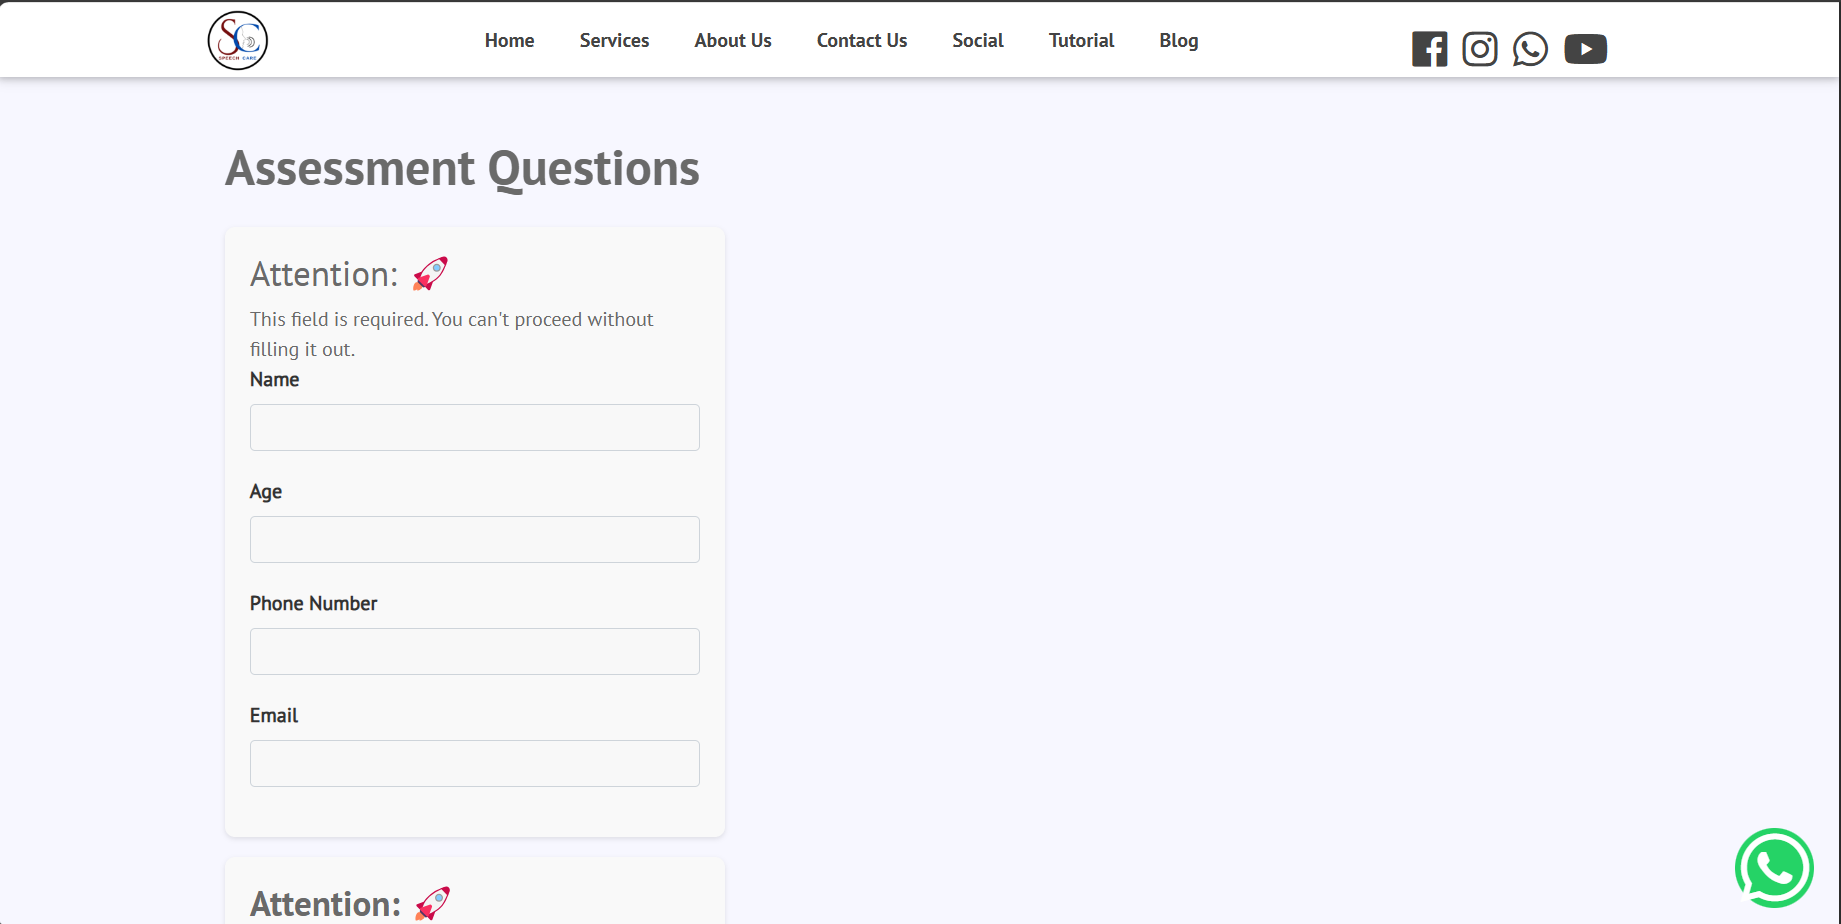 SC
SPEECH CARE
Home Services About Us Contact Us Social Tutorial Blog
Assessment Questions
Attention: 🚀
This field is required. You can't proceed without
filling it out.
Name
Age
Phone Number
Email
Attention: 🚀